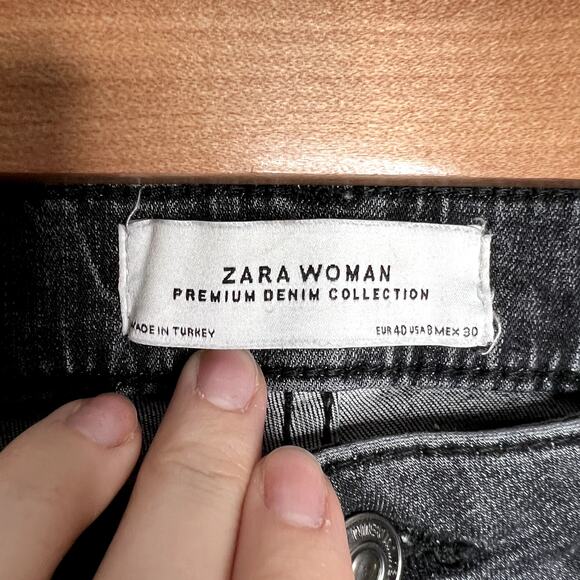 ZARA WOMAN
PREMIUM DENIM COLLECTION
MADE IN TURKEY EUR 40 USA 8 MEX 30